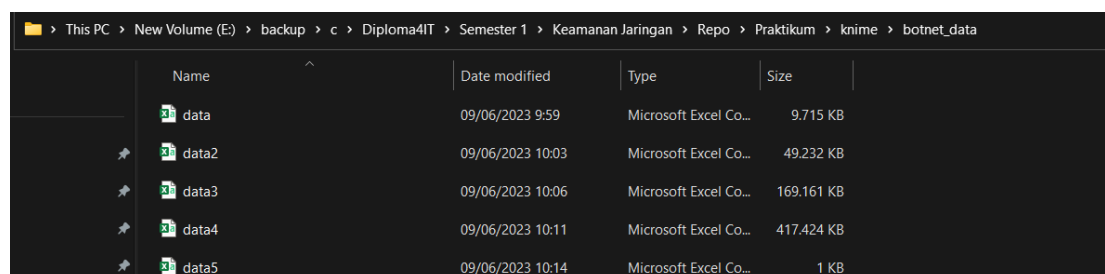 This PC > New Volume (E:) > backup > c > Diploma4IT > Semester 1 > Keamanan Jaringan > Repo > Praktikum > knime > botnet_data
Name Date modified Type Size
data 09/06/2023 9:59 Microsoft Excel Co... 9.715 KB
data2 09/06/2023 10:03 Microsoft Excel Co... 49.232 KB
data3 09/06/2023 10:06 Microsoft Excel Co... 169.161 KB
data4 09/06/2023 10:11 Microsoft Excel Co... 417.424 KB
data5 09/06/2023 10:14 Microsoft Excel Co... 1 KB